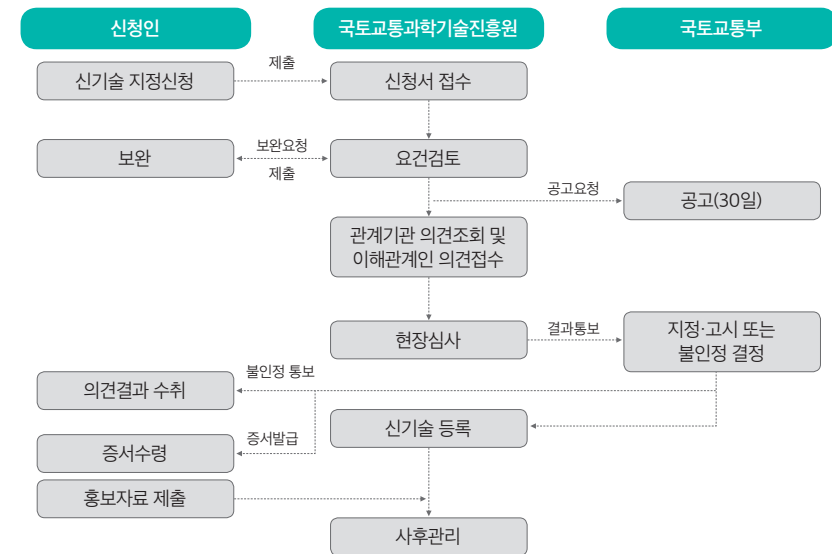 신청인
국토교통과학기술진흥원
국토교통부
신기술 지정신청
제출
신청서 접수
보완
보완요청
제출
요건검토
공고요청
공고(30일)
관계기관 의견조회 및
이해관계인 의견접수
현장심사
결과통보
지정·고시 또는
불인정 결정
불인정 통보
의견결과 수취
신기술 등록
증서발급
증서수령
홍보자료 제출
사후관리